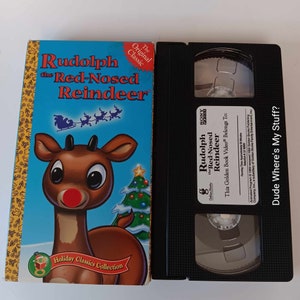 The
Original
Classic
Rudolph
the Red-Nosed
Reindeer
Holiday Classics Collection
Rudolph
the Red-Nosed
Reindeer
This Golden Book Video® Belongs To:
Dude Where's My Stuff?